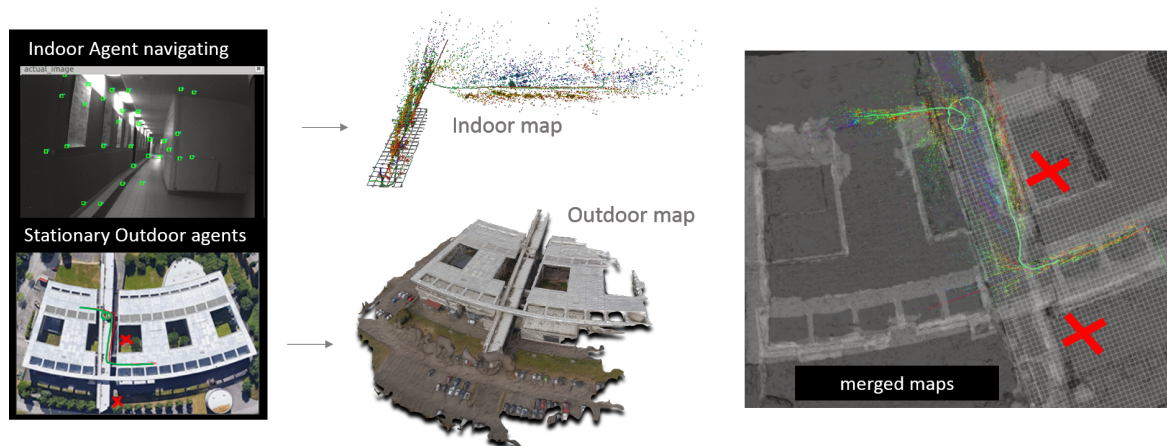 Indoor Agent navigating
actual_image
Indoor map
Stationary Outdoor agents
Outdoor map
merged maps